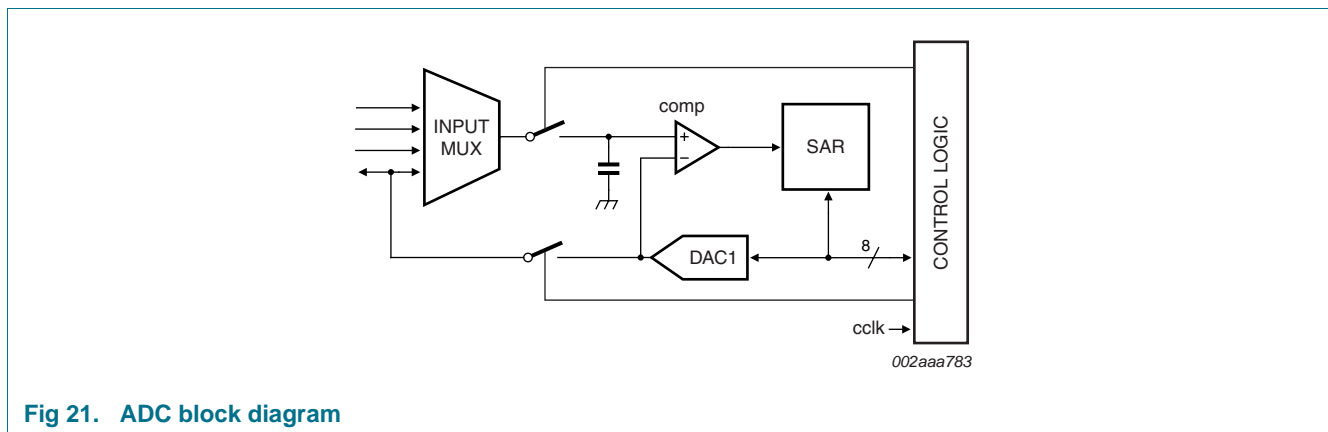 comp
INPUT
MUX
+
−
SAR
CONTROL LOGIC
DAC1
8
cclk
002aaa783
Fig 21. ADC block diagram